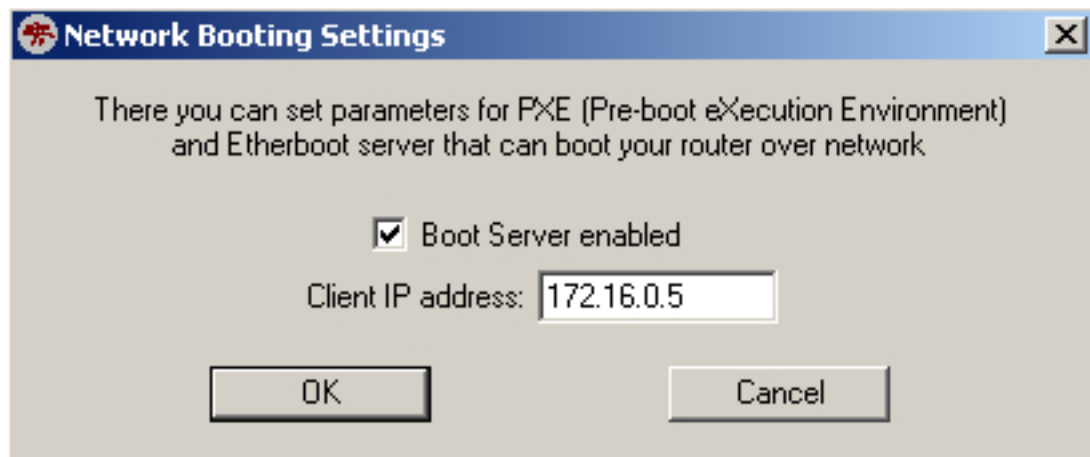 Network Booting Settings
There you can set parameters for PXE (Pre-boot eXecution Environment)
and Etherboot server that can boot your router over network
Boot Server enabled
Client IP address: 172.16.0.5
OK Cancel